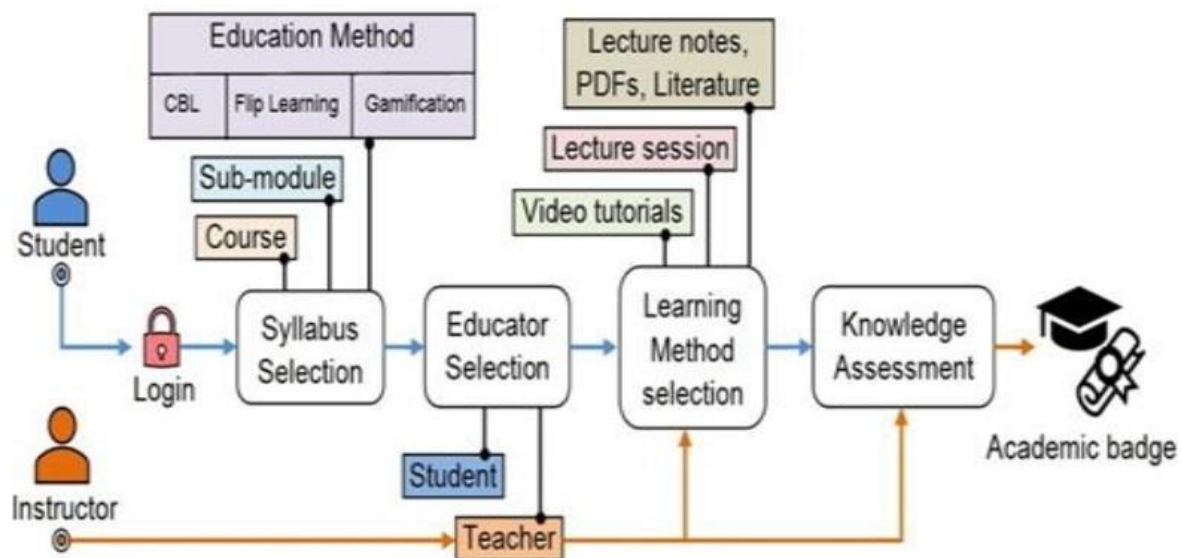 Education Method
CBL
Flip Learning
Gamification
Lecture notes,
PDFs, Literature
Lecture session
Sub-module
Video tutorials
Course
Student
Login
Syllabus
Selection
Educator
Selection
Learning
Method
selection
Knowledge
Assessment
Academic badge
Student
Instructor
Teacher